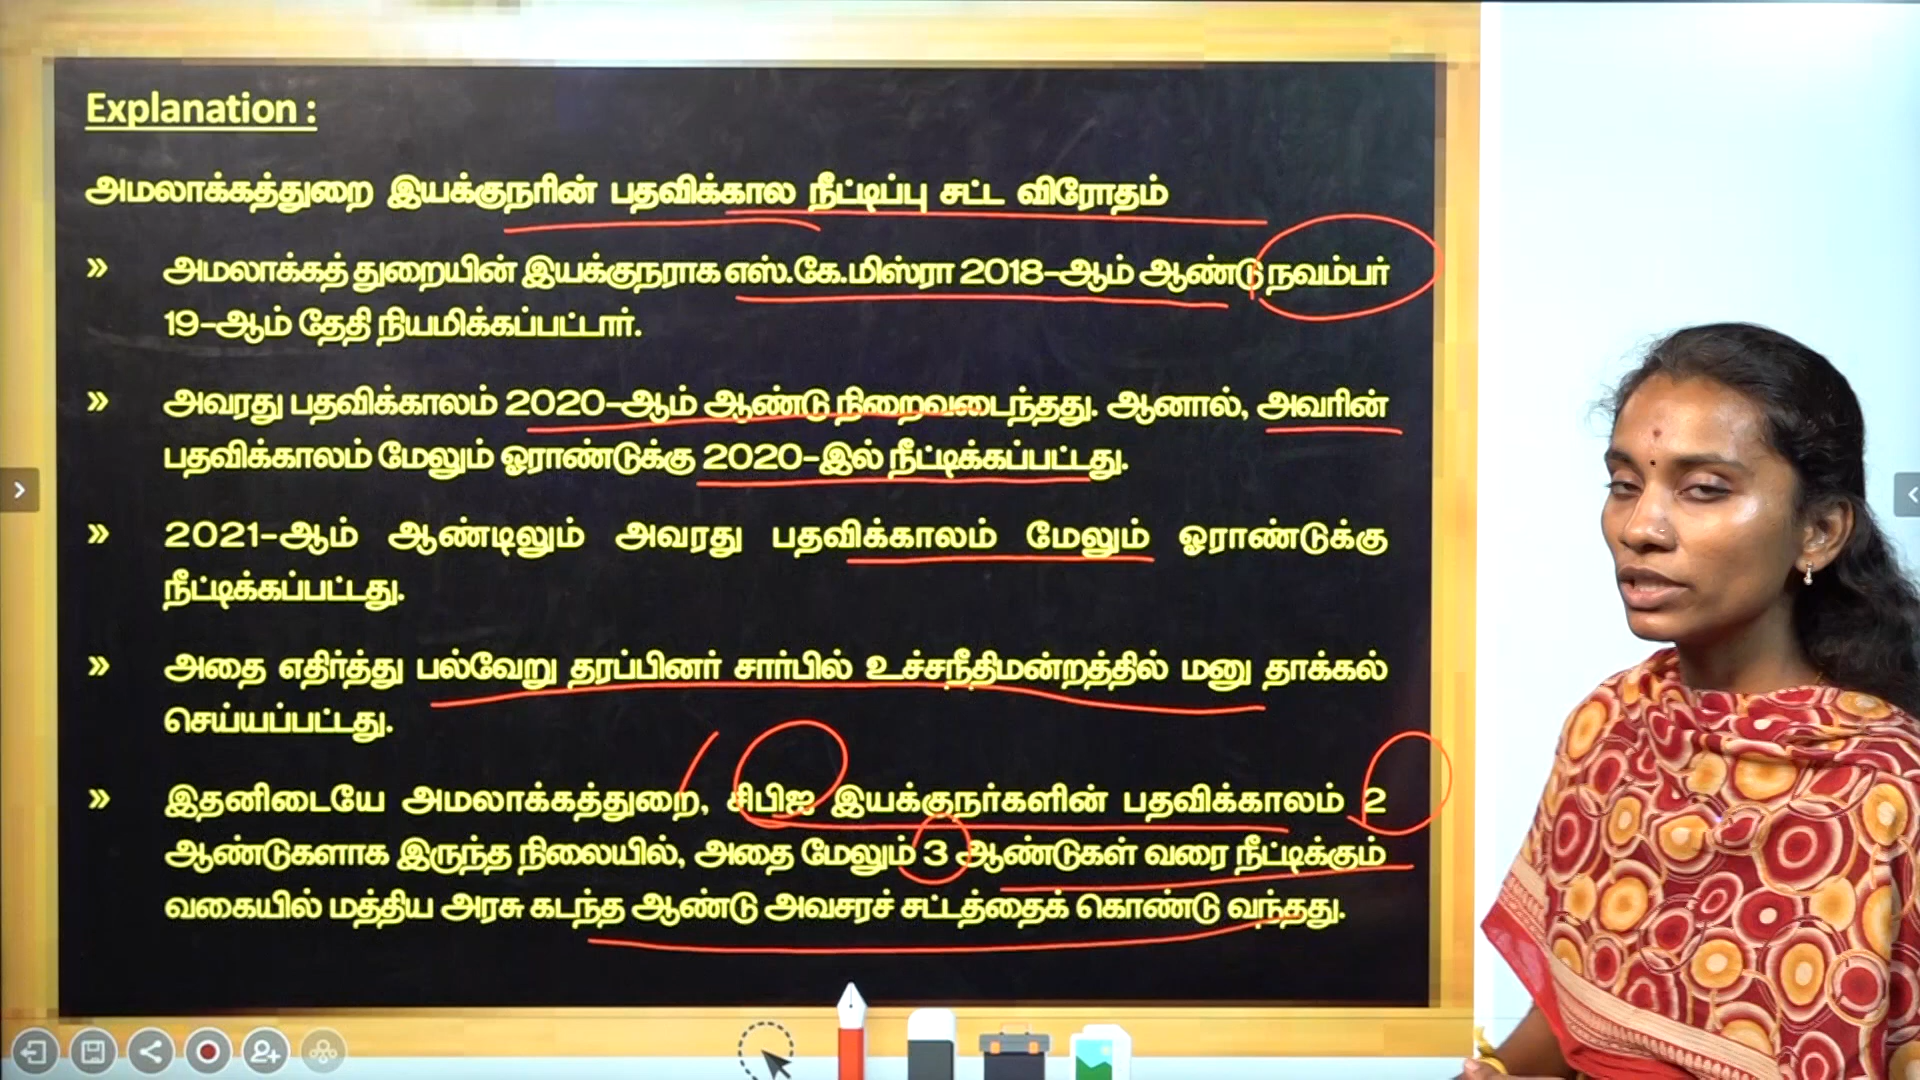 Explanation :
அமலாக்கத்துறை இயக்குநரின் பதவிக்கால நீட்டிப்பு சட்ட விரோதம்
» அமலாக்கத் துறையின் இயக்குநராக எஸ்.கே.மிஸ்ரா 2018-ஆம் ஆண்டு நவம்பர்
19-ஆம் தேதி நியமிக்கப்பட்டார்.
» அவரது பதவிக்காலம் 2020-ஆம் ஆண்டு நிறைவடைந்தது. ஆனால், அவரின்
பதவிக்காலம் மேலும் ஓராண்டுக்கு 2020-இல் நீட்டிக்கப்பட்டது.
» 2021-ஆம் ஆண்டிலும் அவரது பதவிக்காலம் மேலும் ஓராண்டுக்கு
நீட்டிக்கப்பட்டது.
» அதை எதிர்த்து பல்வேறு தரப்பினர் சார்பில் உச்சநீதிமன்றத்தில் மனு தாக்கல்
செய்யப்பட்டது.
» இதனிடையே அமலாக்கத்துறை, சிபிஐ இயக்குநர்களின் பதவிக்காலம் 2
ஆண்டுகளாக இருந்த நிலையில், அதை மேலும் 3 ஆண்டுகள் வரை நீட்டிக்கும்
வகையில் மத்திய அரசு கடந்த ஆண்டு அவசரச் சட்டத்தைக் கொண்டு வந்தது.